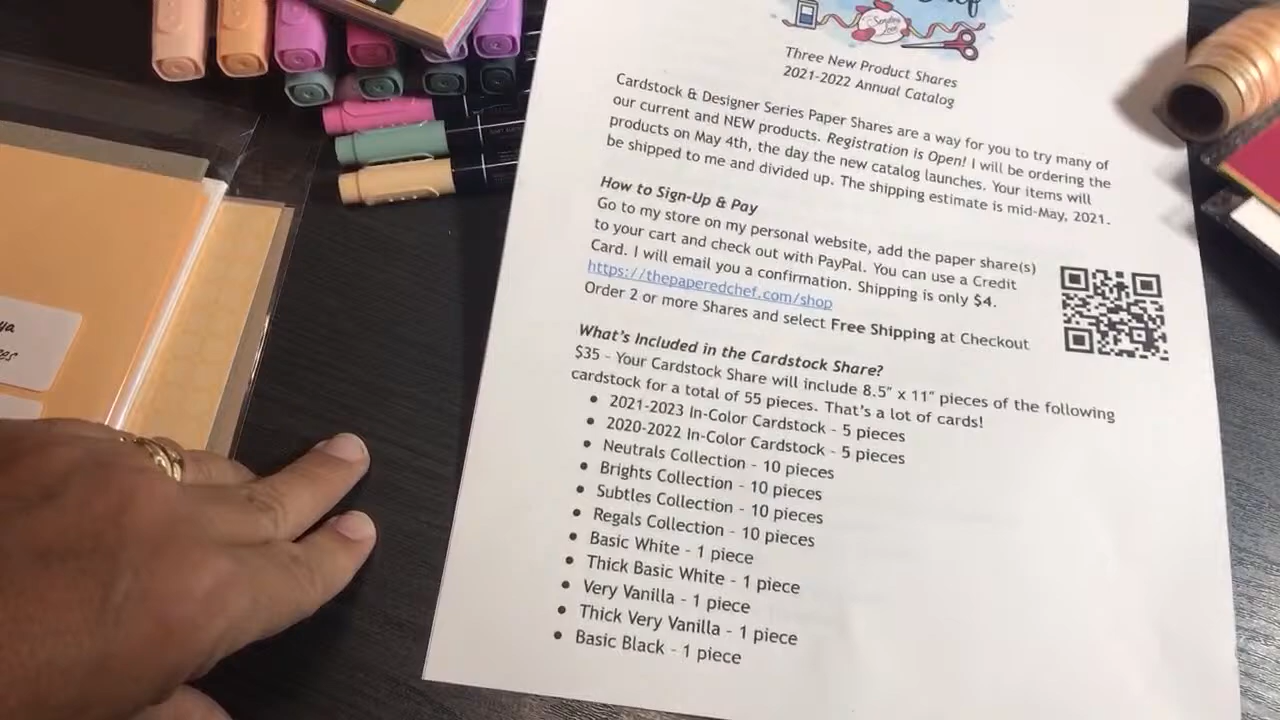 Sending
Love
Three New Product Shares
2021-2022 Annual Catalog
Cardstock & Designer Series Paper Shares are a way for you to try many of
our current and NEW products. Registration is Open! I will be ordering the
products on May 4th, the day the new catalog launches. Your items will
be shipped to me and divided up. The shipping estimate is mid-May, 2021.
How to Sign-Up & Pay
Go to my store on my personal website, add the paper share(s)
to your cart and check out with PayPal. You can use a Credit
Card. I will email you a confirmation. Shipping is only $4.
https://thepaperedchef.com/shop
Order 2 or more Shares and select Free Shipping at Checkout
What's Included in the Cardstock Share?
$35 - Your Cardstock Share will include 8.5" x 11" pieces of the following
cardstock for a total of 55 pieces. That's a lot of cards!
• 2021-2023 In-Color Cardstock - 5 pieces
• 2020-2022 In-Color Cardstock - 5 pieces
• Neutrals Collection - 10 pieces
• Brights Collection - 10 pieces
• Subtles Collection - 10 pieces
• Regals Collection - 10 pieces
• Basic White - 1 piece
• Thick Basic White - 1 piece
• Very Vanilla - 1 piece
• Thick Very Vanilla - 1 piece
• Basic Black - 1 piece